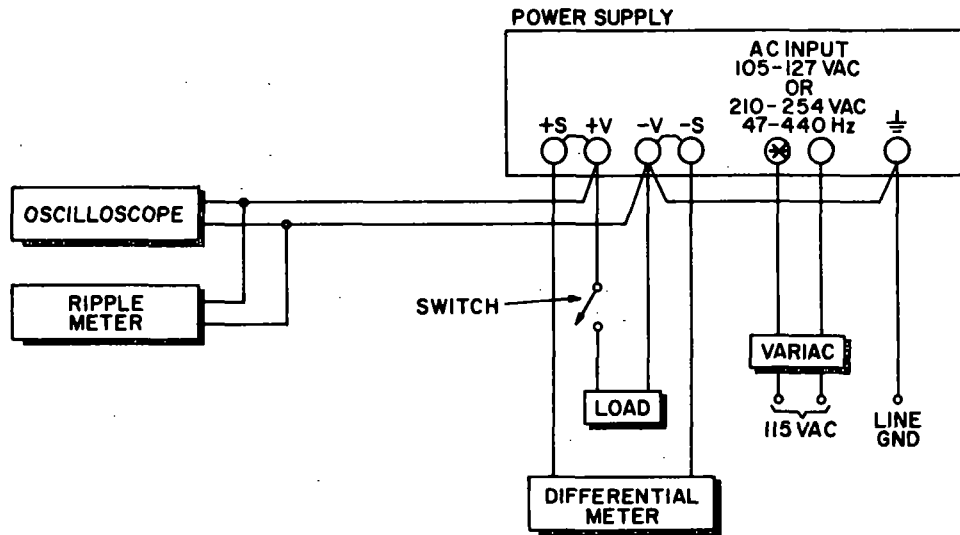 POWER SUPPLY
AC INPUT
105-127 VAC
OR
210-254 VAC
47-440 Hz
+S +V -V -S
OSCILLOSCOPE
RIPPLE
METER
SWITCH
LOAD
VARIAC
115 VAC
LINE
GND
DIFFERENTIAL
METER